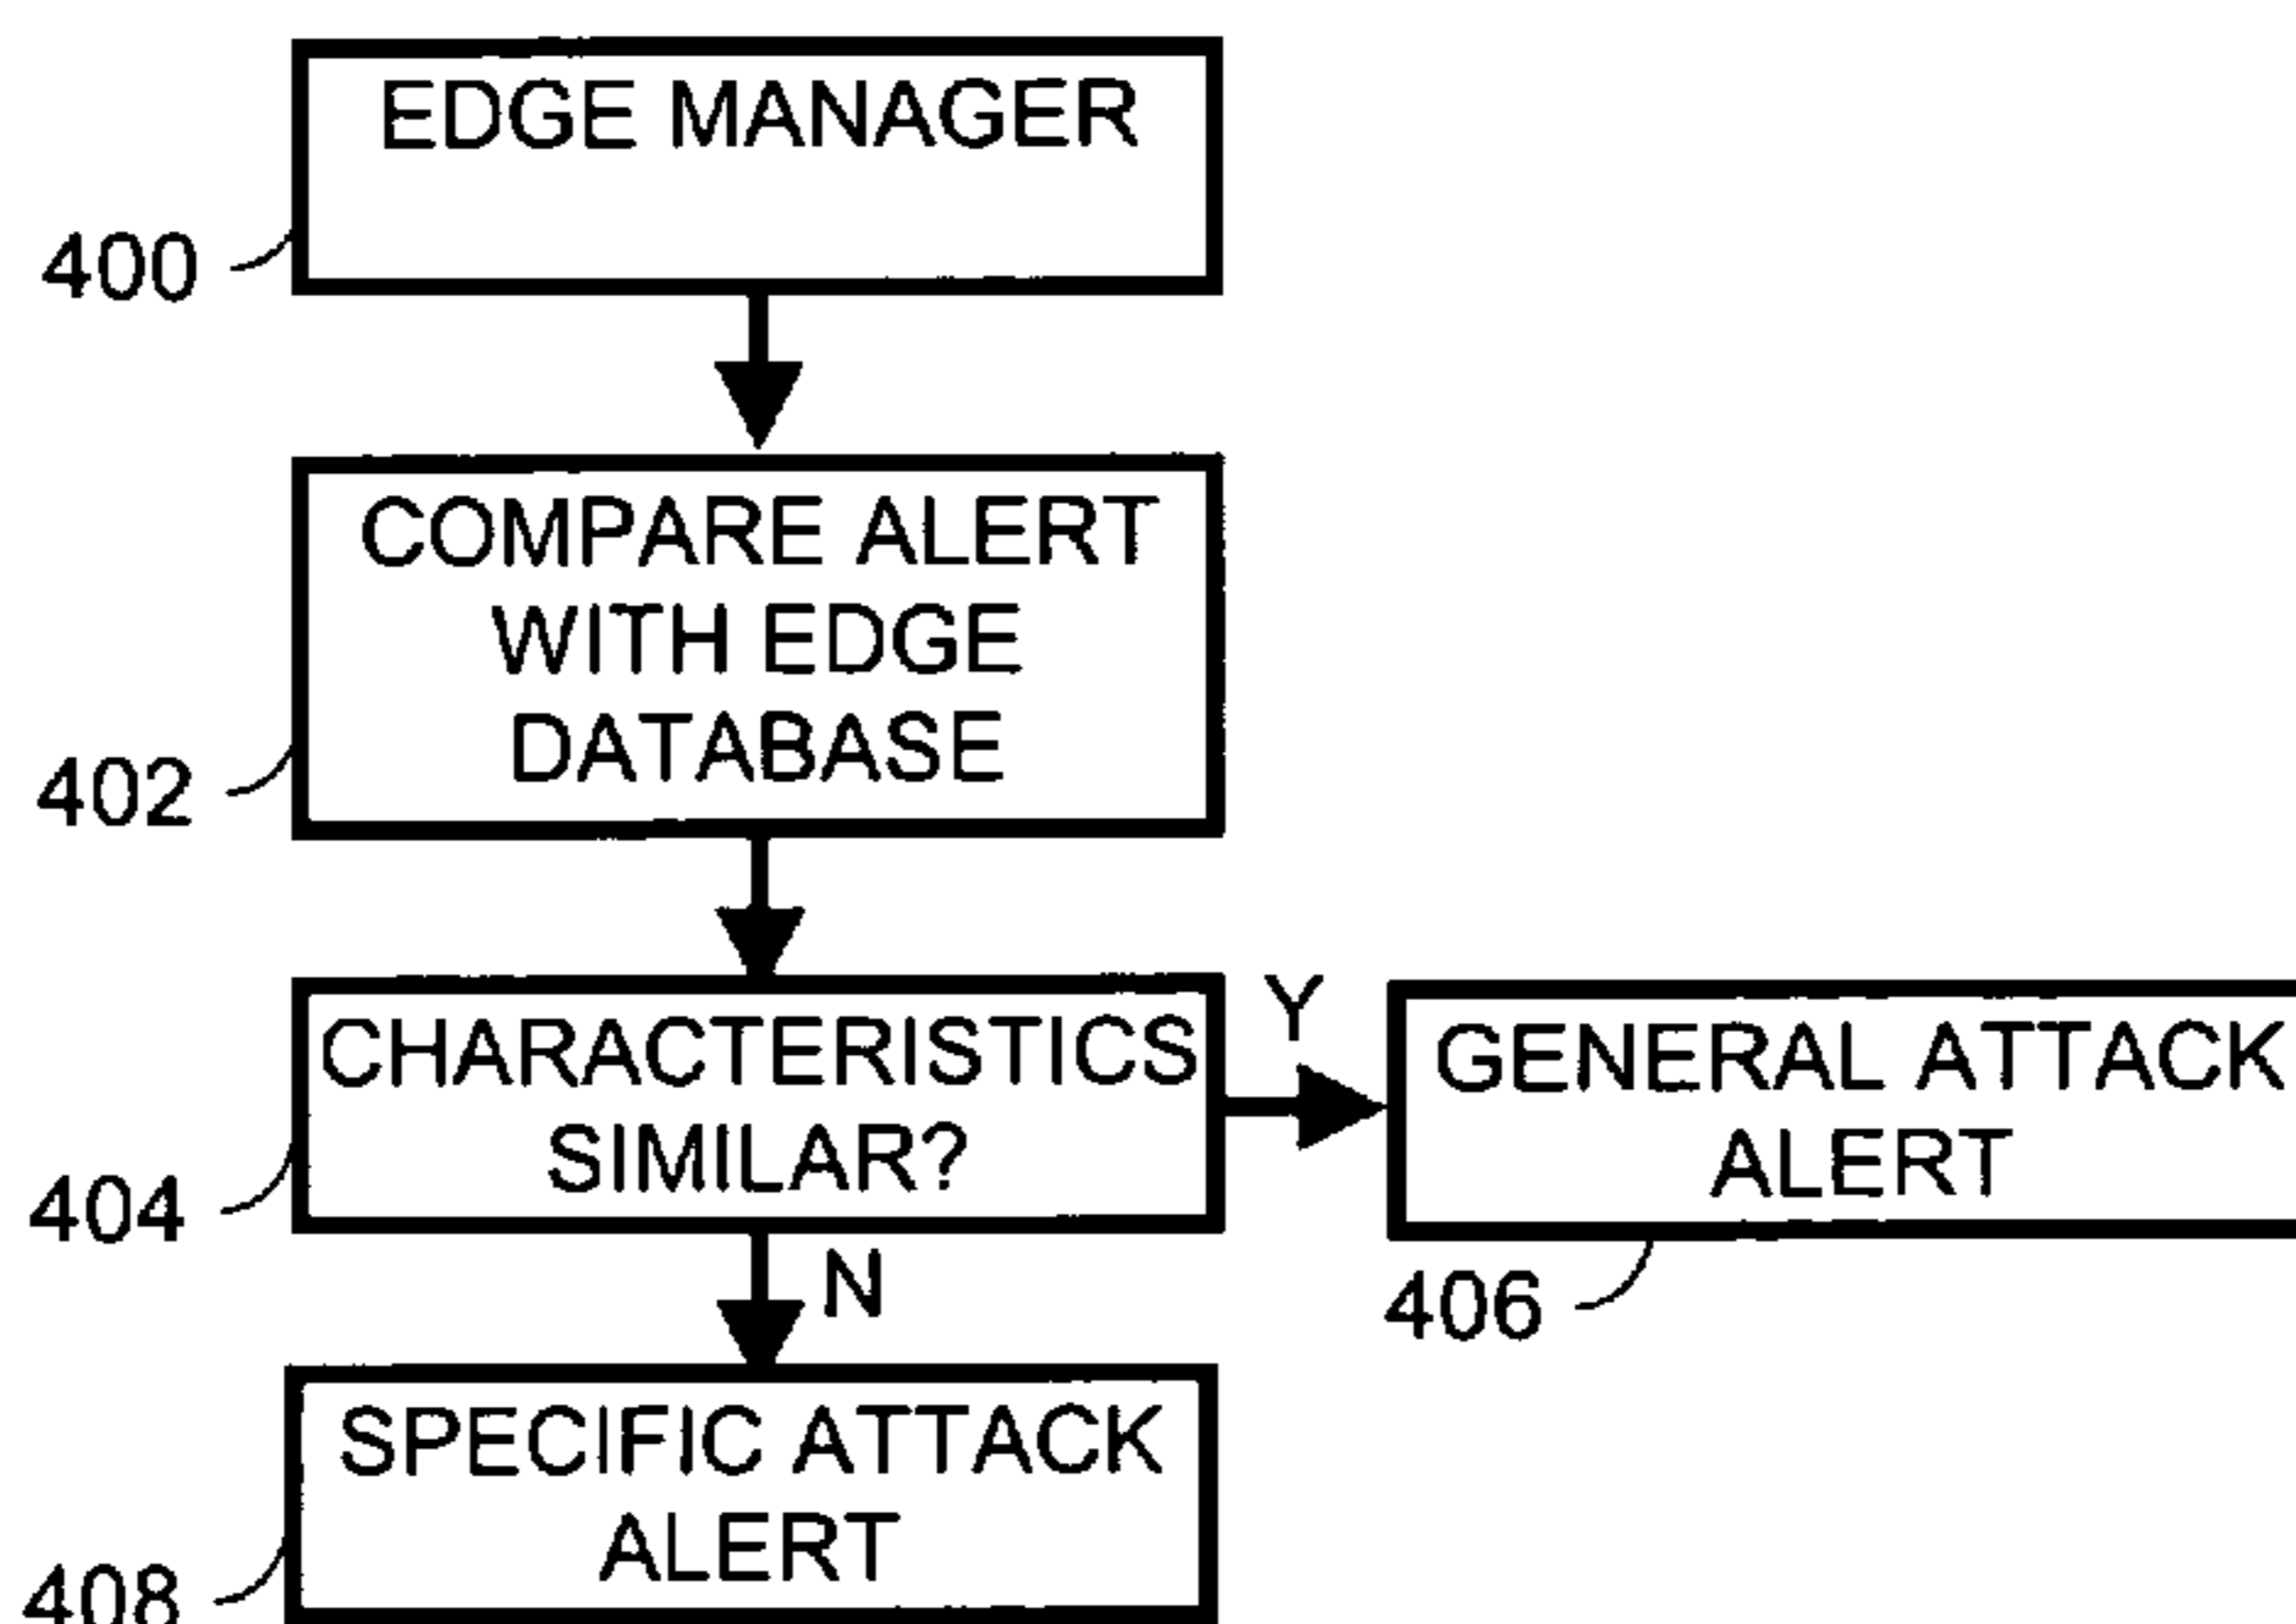 EDGE MANAGER
400
COMPARE ALERT
WITH EDGE
DATABASE
402
CHARACTERISTICS
SIMILAR?
404
Y
GENERAL ATTACK
ALERT
406
N
SPECIFIC ATTACK
ALERT
408